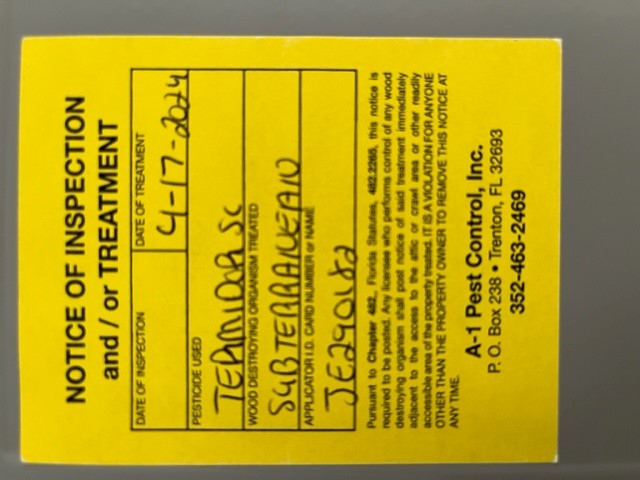 NOTICE OF INSPECTION
and / or TREATMENT
DATE OF INSPECTION
DATE OF TREATMENT
4-17-2024
PESTICIDE USED
TERMIDOR SC
WOOD DESTROYING ORGANISM TREATED
SUBTERRANEAN
APPLICATOR I.D. CARD NUMBER or NAME
JE290182
Pursuant to Chapter 482, Florida Statutes, 482.2265, this notice is
required to be posted. Any licensee who performs control of any wood
destroying organism shall post notice of said treatment immediately
adjacent to the access to the attic or crawl area or other readily
accessible area of the property treated. IT IS A VIOLATION FOR ANYONE
OTHER THAN THE PROPERTY OWNER TO REMOVE THIS NOTICE AT
ANY TIME.
A-1 Pest Control, Inc.
P. O. Box 238 • Trenton, FL 32693
352-463-2469